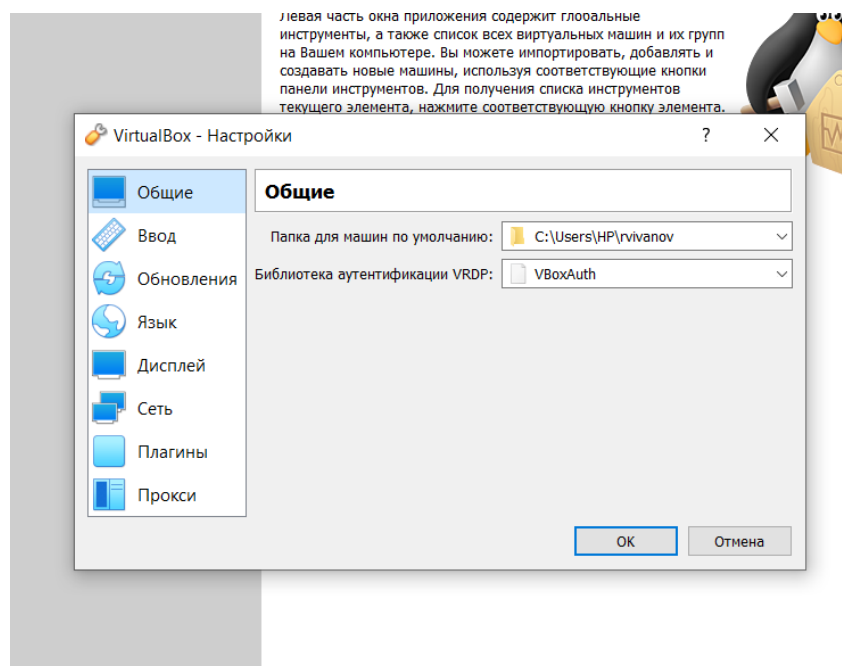 Левая часть окна приложения содержит глобальные
инструменты, а также список всех виртуальных машин и их групп
на Вашем компьютере. Вы можете импортировать, добавлять и
создавать новые машины, используя соответствующие кнопки
панели инструментов. Для получения списка инструментов
текущего элемента, нажмите соответствующую кнопку элемента.
VirtualBox - Настройки ?
Общие
Ввод
Обновления
Язык
Дисплей
Сеть
Плагины
Прокси
Общие
Папка для машин по умолчанию: C:\Users\HP\rvivanov
Библиотека аутентификации VRDP: VBoxAuth
OK Отмена